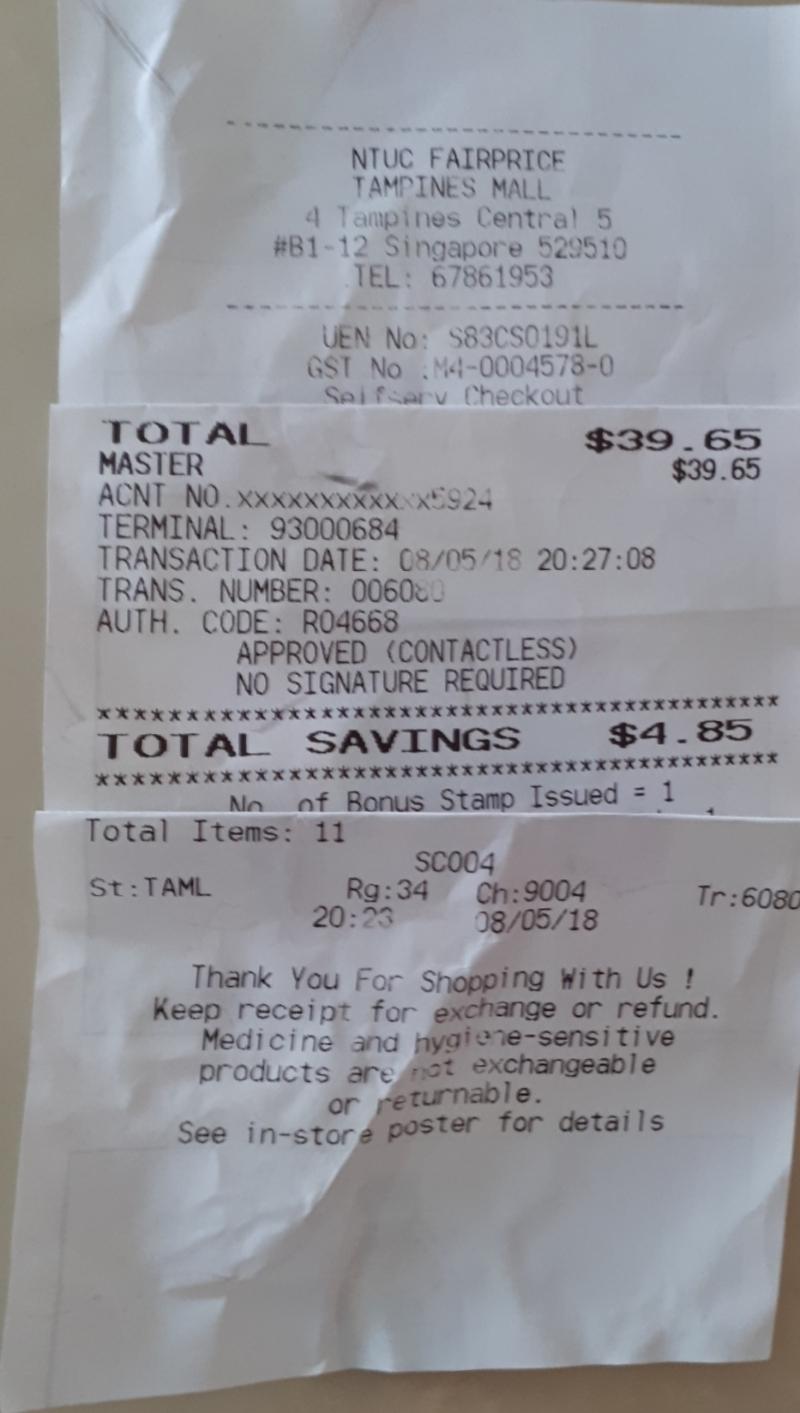 --------------------------------
NTUC FAIRPRICE
TAMPINES MALL
4 Tampines Central 5
#B1-12 Singapore 529510
TEL: 67861953
--------------------------------
UEN No: S83CS0191L
GST No :M4-0004578-0
Selfserv Checkout
TOTAL $39.65
MASTER $39.65
ACNT NO.xxxxxxxxxxxx5924
TERMINAL: 93000684
TRANSACTION DATE: 08/05/18 20:27:08
TRANS. NUMBER: 006080
AUTH. CODE: R04668
APPROVED (CONTACTLESS)
NO SIGNATURE REQUIRED
****************************************
TOTAL SAVINGS $4.85
****************************************
No. of Bonus Stamp Issued = 1
Total Items: 11
SC004
St:TAML Rg:34 Ch:9004 Tr:6080
20:23 08/05/18
Thank You For Shopping With Us !
Keep receipt for exchange or refund.
Medicine and hygiene-sensitive
products are not exchangeable
or returnable.
See in-store poster for details